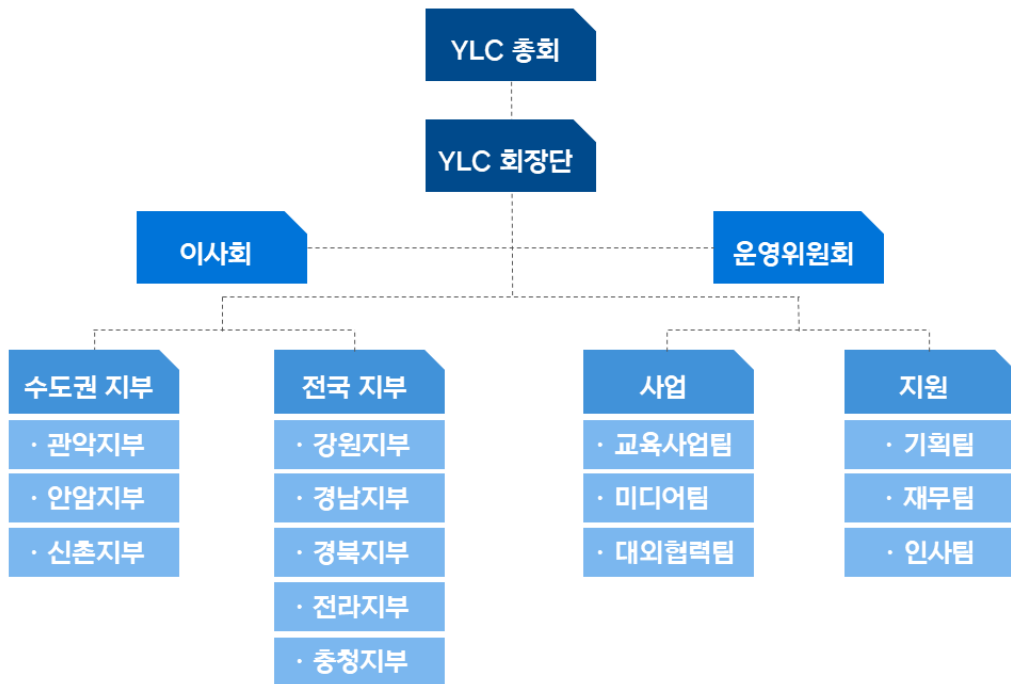 YLC 총회
YLC 회장단
이사회
운영위원회
수도권 지부
· 관악지부
· 안암지부
· 신촌지부
전국 지부
· 강원지부
· 경남지부
· 경북지부
· 전라지부
· 충청지부
사업
· 교육사업팀
· 미디어팀
· 대외협력팀
지원
· 기획팀
· 재무팀
· 인사팀